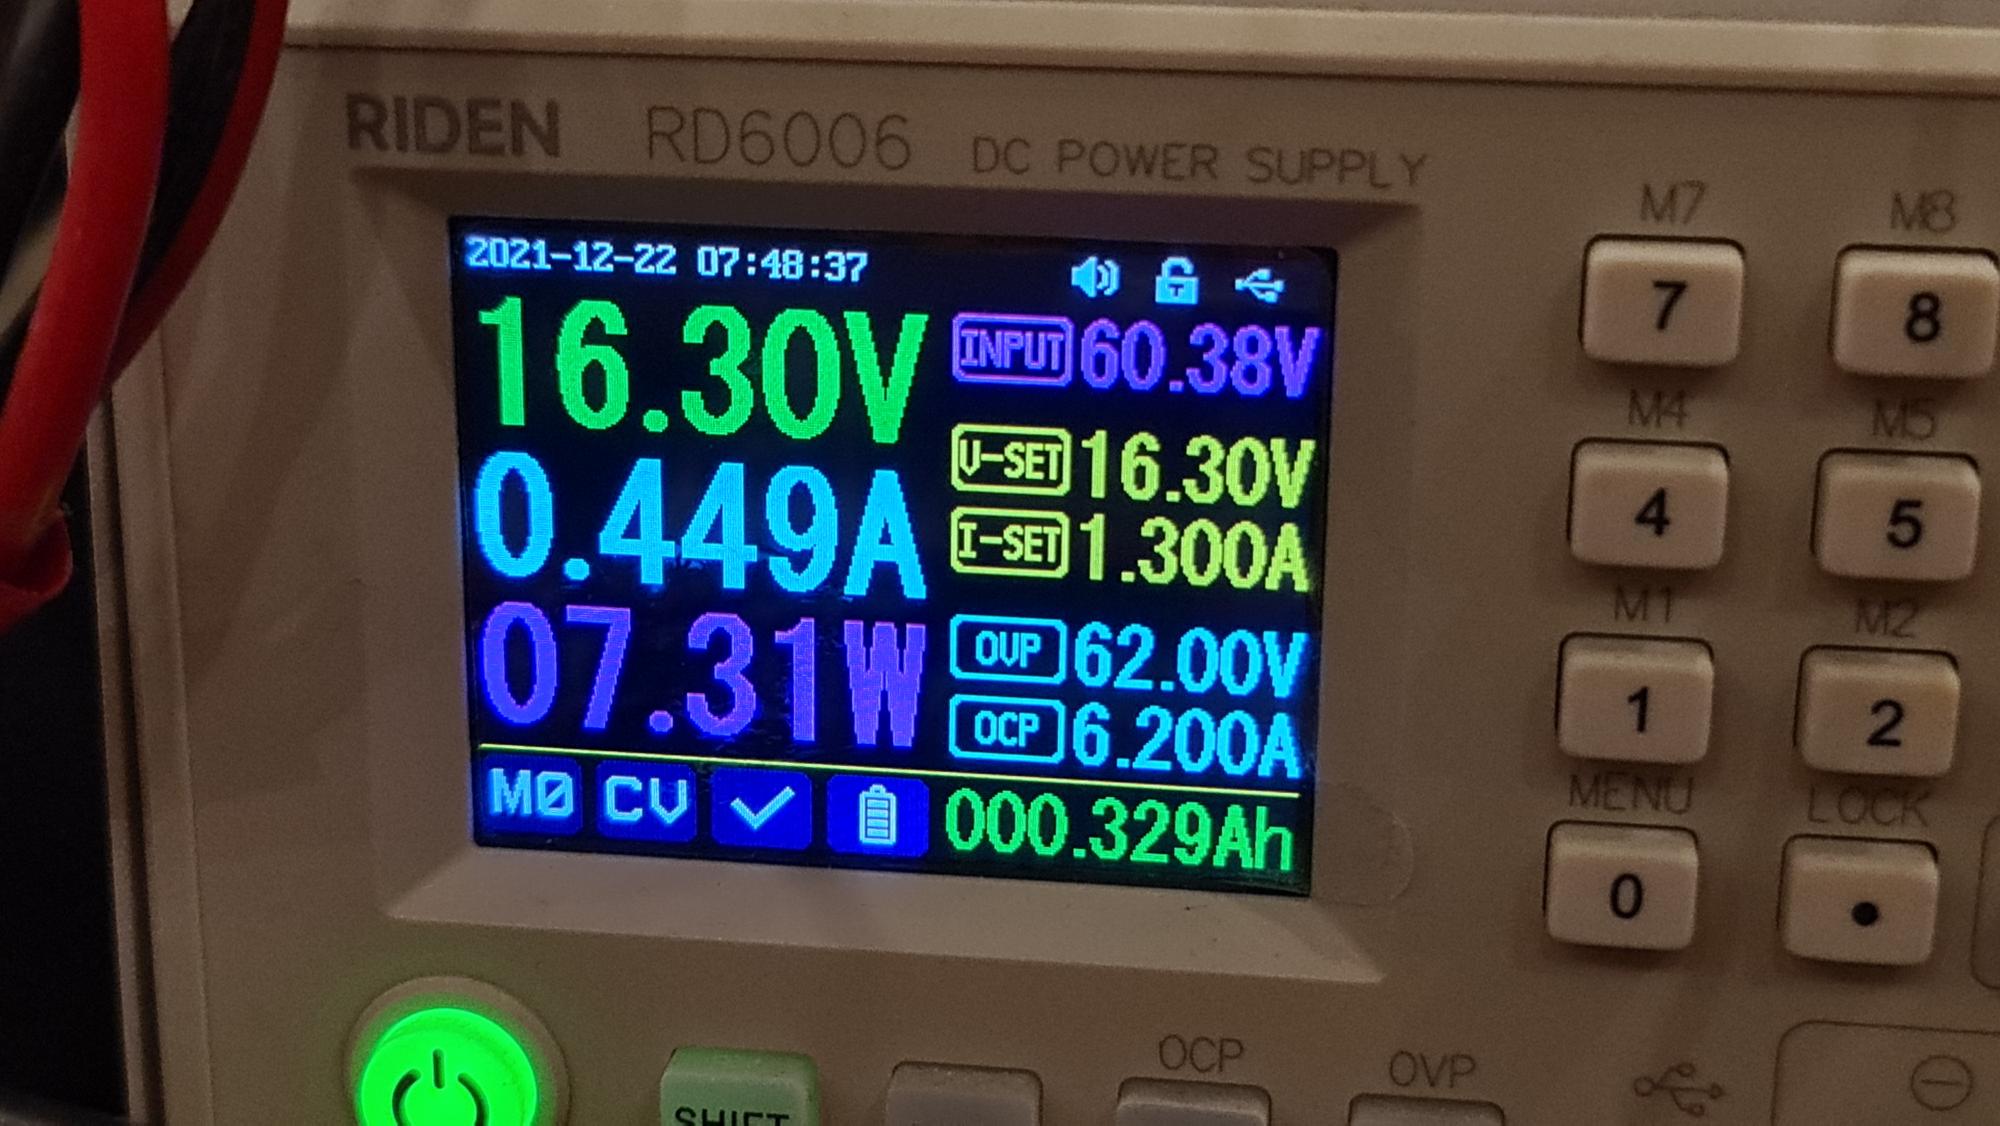 RIDEN RD6006 DC POWER SUPPLY
2021-12-22 07:48:37
16.30V
0.449A
07.31W
INPUT 60.38V
V-SET 16.30V
I-SET 1.300A
OVP 62.00V
OCP 6.200A
M0 CV 000.329Ah
M7 M8
7 8
M4 M5
4 5
M1 M2
1 2
MENU LOCK
0 .
SHIFT
OCP
OVP